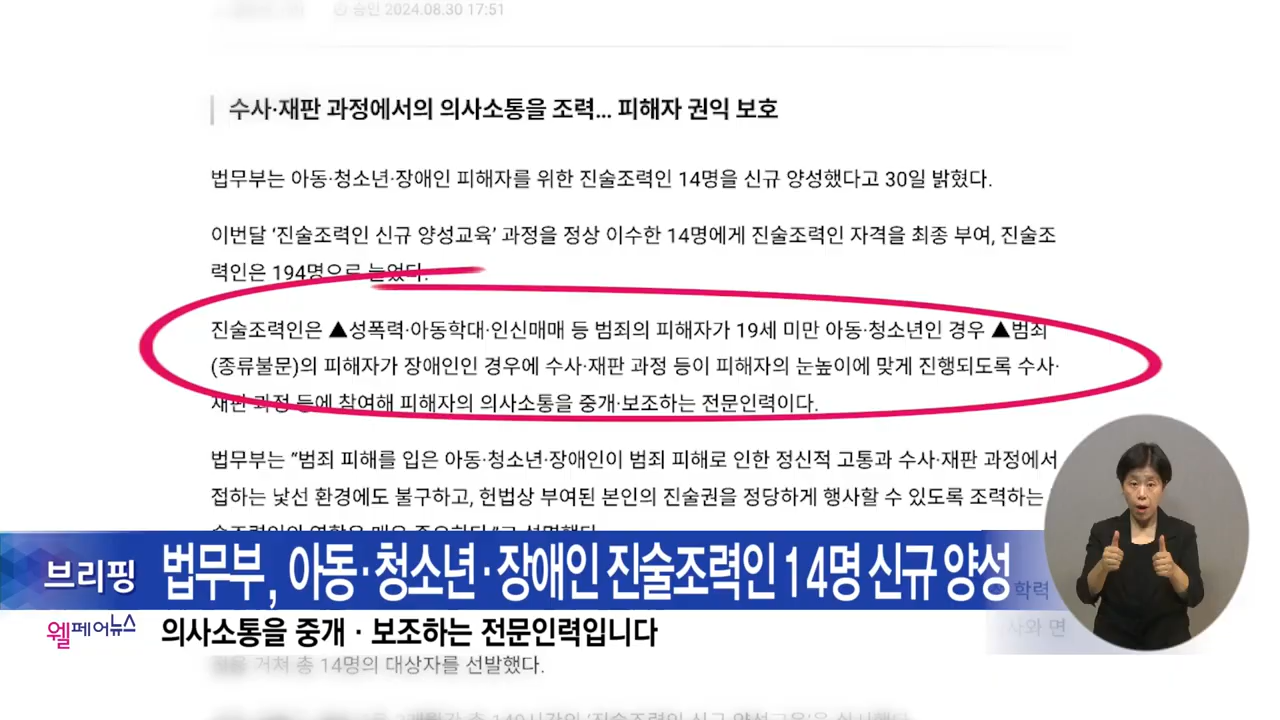 승인 2024.08.30 17:51
수사·재판 과정에서의 의사소통을 조력... 피해자 권익 보호
법무부는 아동·청소년·장애인 피해자를 위한 진술조력인 14명을 신규 양성했다고 30일 밝혔다.
이번달 ‘진술조력인 신규 양성교육’ 과정을 정상 이수한 14명에게 진술조력인 자격을 최종 부여, 진술조
력인은 194명으로 늘었다.
진술조력인은 ▲성폭력·아동학대·인신매매 등 범죄의 피해자가 19세 미만 아동·청소년인 경우 ▲범죄
(종류불문)의 피해자가 장애인인 경우에 수사·재판 과정 등이 피해자의 눈높이에 맞게 진행되도록 수사·
재판 과정 등에 참여해 피해자의 의사소통을 중개·보조하는 전문인력이다.
법무부는 “범죄 피해를 입은 아동·청소년·장애인이 범죄 피해로 인한 정신적 고통과 수사·재판 과정에서
접하는 낯선 환경에도 불구하고, 헌법상 부여된 본인의 진술권을 정당하게 행사할 수 있도록 조력하는
브리핑
법무부, 아동·청소년·장애인 진술조력인 14명 신규 양성
학력
웰페어뉴스
의사소통을 중개·보조하는 전문인력입니다
면
거쳐 총 14명의 대상자를 선발했다.